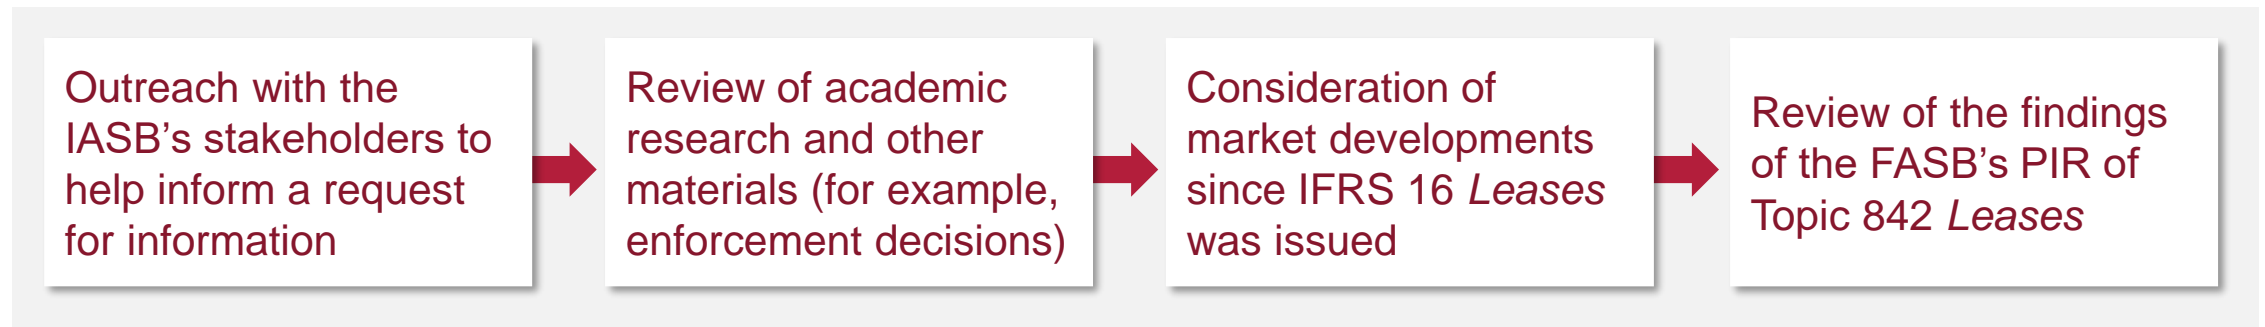 Outreach with the
IASB’s stakeholders to
help inform a request
for information
Review of academic
research and other
materials (for example,
enforcement decisions)
Consideration of
market developments
since IFRS 16 Leases
was issued
Review of the findings
of the FASB’s PIR of
Topic 842 Leases